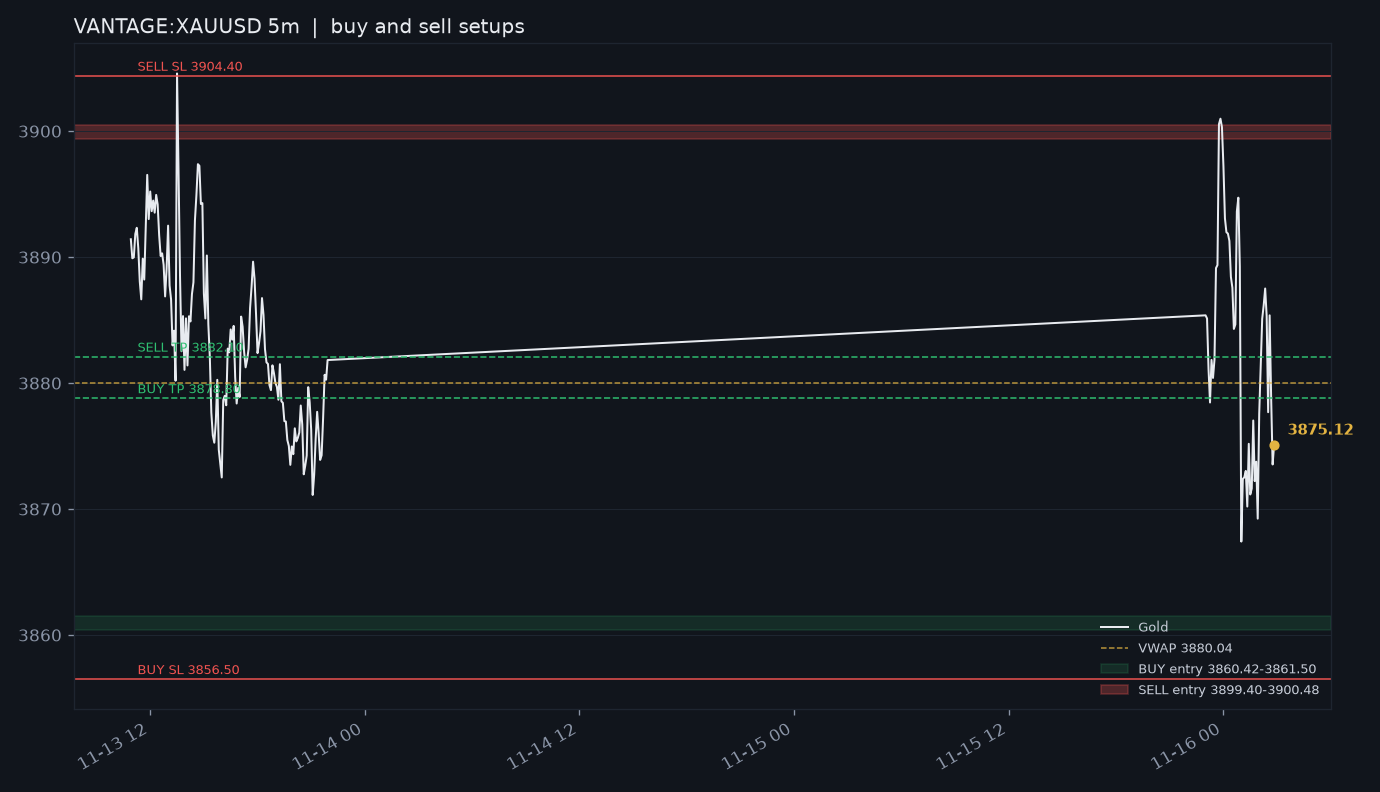 VANTAGE:XAUUSD 5m | buy and sell setups
SELL SL 3904.40
3900
3890
SELL TP 3882.10
3880
BUY TP 3878.80
3875.12
3870
3860
BUY SL 3856.50
Gold
VWAP 3880.04
BUY entry 3860.42-3861.50
SELL entry 3899.40-3900.48
11-13 12
11-14 00
11-14 12
11-15 00
11-15 12
11-16 00